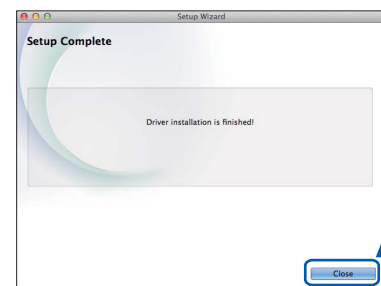 Setup Wizard
Setup Complete
Driver installation is finished!
Close